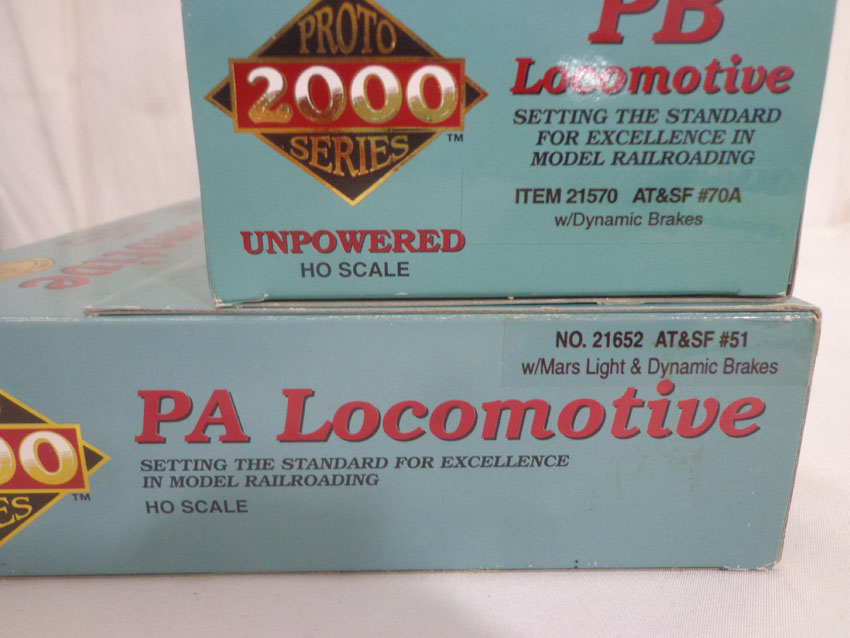 PROTO
2000
SERIES
TM
PB
Locomotive
SETTING THE STANDARD
FOR EXCELLENCE IN
MODEL RAILROADING
ITEM 21570 AT&SF #70A
w/Dynamic Brakes
UNPOWERED
HO SCALE
NO. 21652 AT&SF #51
w/Mars Light & Dynamic Brakes
PA Locomotive
SETTING THE STANDARD FOR EXCELLENCE
IN MODEL RAILROADING
HO SCALE
00
ES
TM